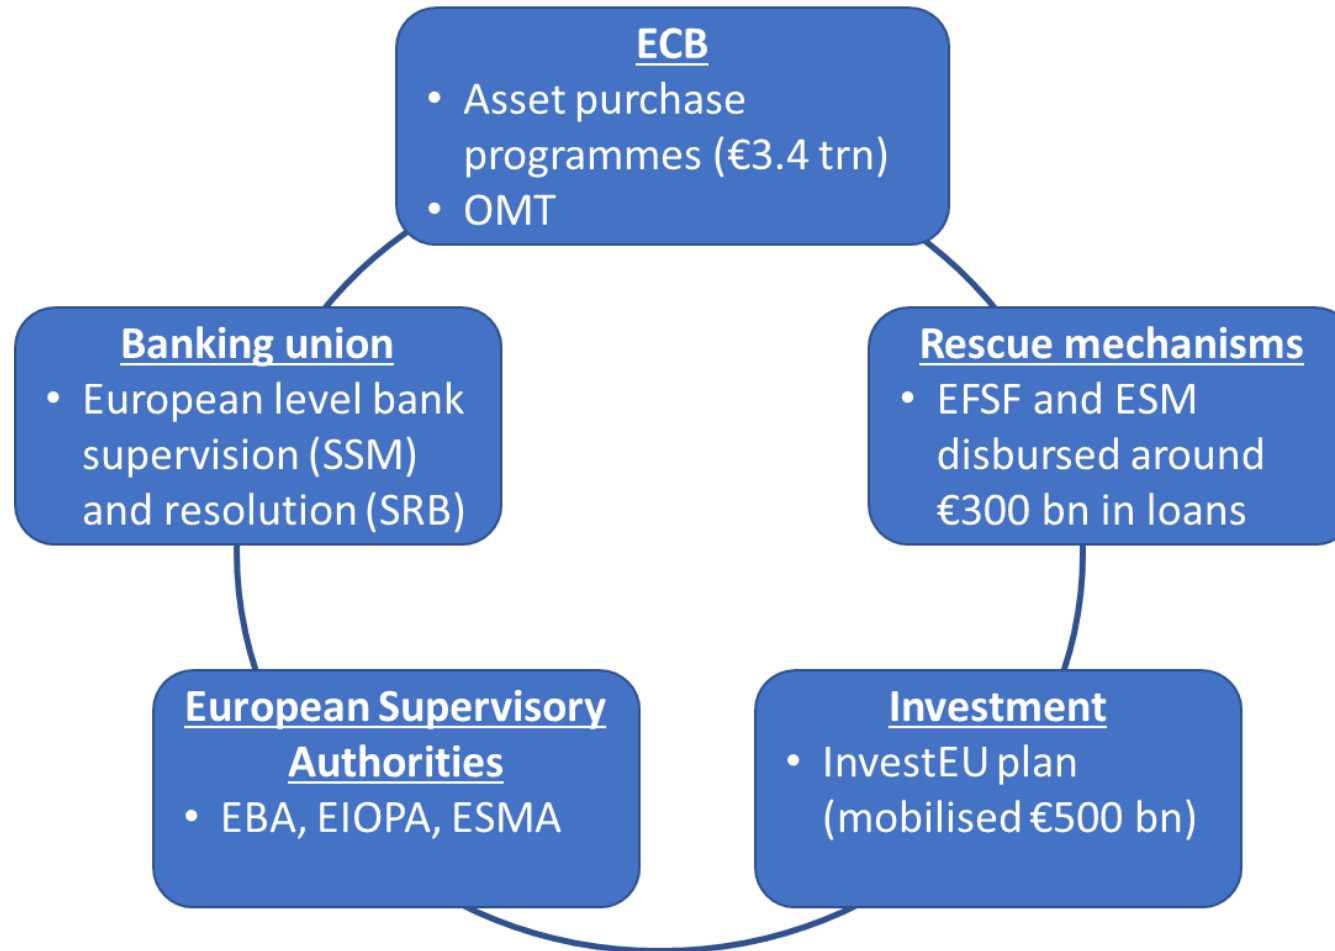 ECB
• Asset purchase
programmes (€3.4 trn)
• OMT
Banking union
• European level bank
supervision (SSM)
and resolution (SRB)
Rescue mechanisms
• EFSF and ESM
disbursed around
€300 bn in loans
European Supervisory
Authorities
• EBA, EIOPA, ESMA
Investment
• InvestEU plan
(mobilised €500 bn)